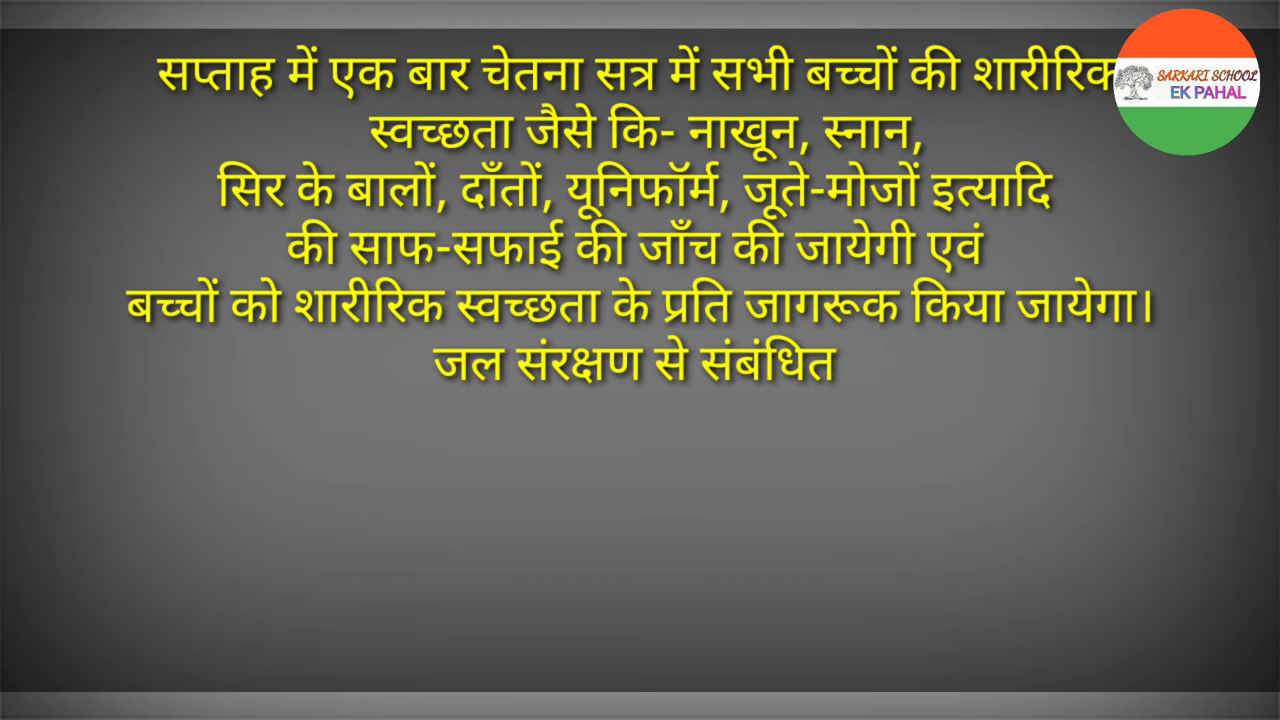 सप्ताह में एक बार चेतना सत्र में सभी बच्चों की शारीरिक
स्वच्छता जैसे कि- नाखून, स्नान,
सिर के बालों, दाँतों, यूनिफॉर्म, जूते-मोजों इत्यादि
की साफ-सफाई की जाँच की जायेगी एवं
बच्चों को शारीरिक स्वच्छता के प्रति जागरूक किया जायेगा।
जल संरक्षण से संबंधित
SARKARI SCHOOL
EK PAHAL